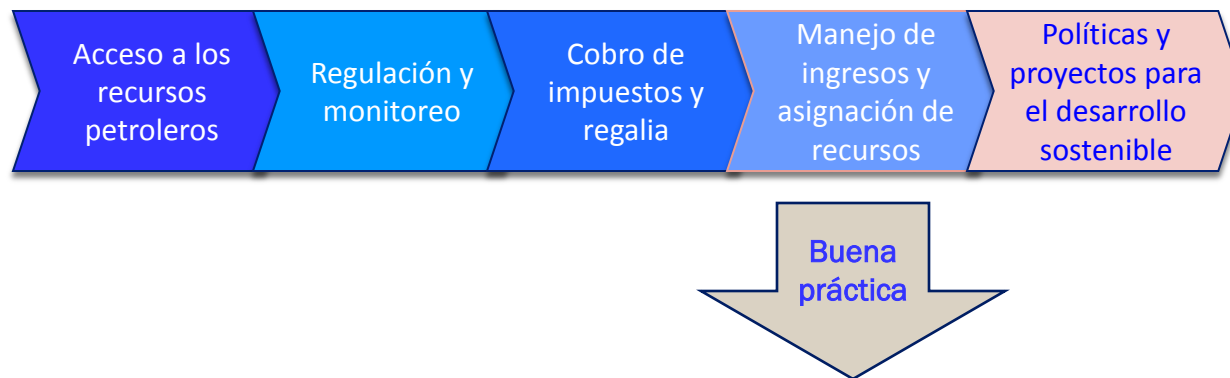 Acceso a los
recursos
petroleros
Regulación y
monitoreo
Cobro de
impuestos y
regalia
Manejo de
ingresos y
asignación de
recursos
Políticas y
proyectos para
el desarrollo
sostenible
Buena
práctica